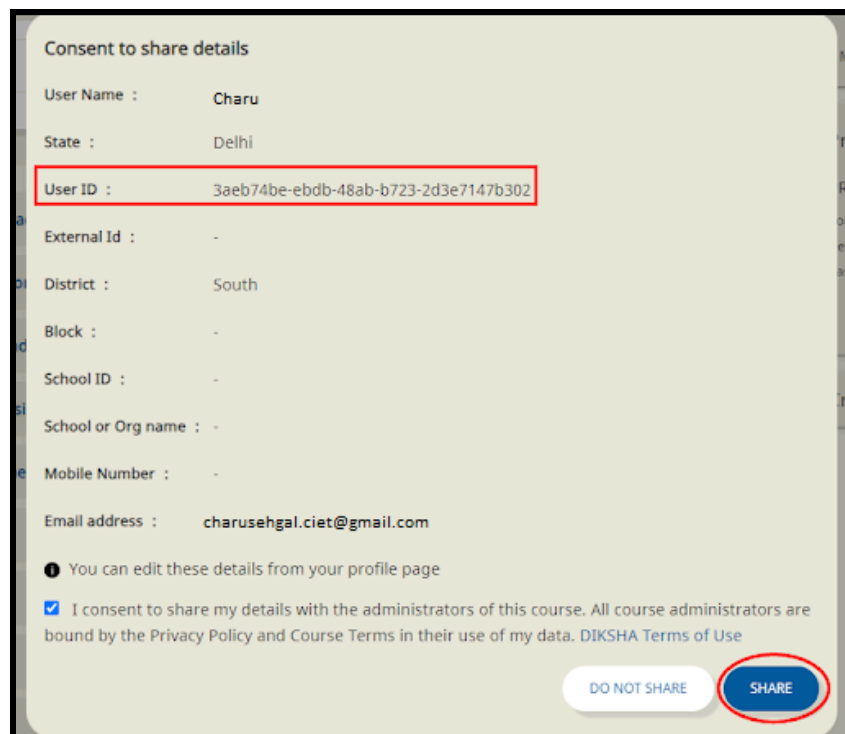 Consent to share details
User Name : Charu
State : Delhi
User ID : 3aeb74be-ebdb-48ab-b723-2d3e7147b302
External Id : -
District : South
Block : -
School ID : -
School or Org name : -
Mobile Number : -
Email address : charusehgal.ciet@gmail.com
You can edit these details from your profile page
I consent to share my details with the administrators of this course. All course administrators are
bound by the Privacy Policy and Course Terms in their use of my data. DIKSHA Terms of Use
DO NOT SHARE SHARE